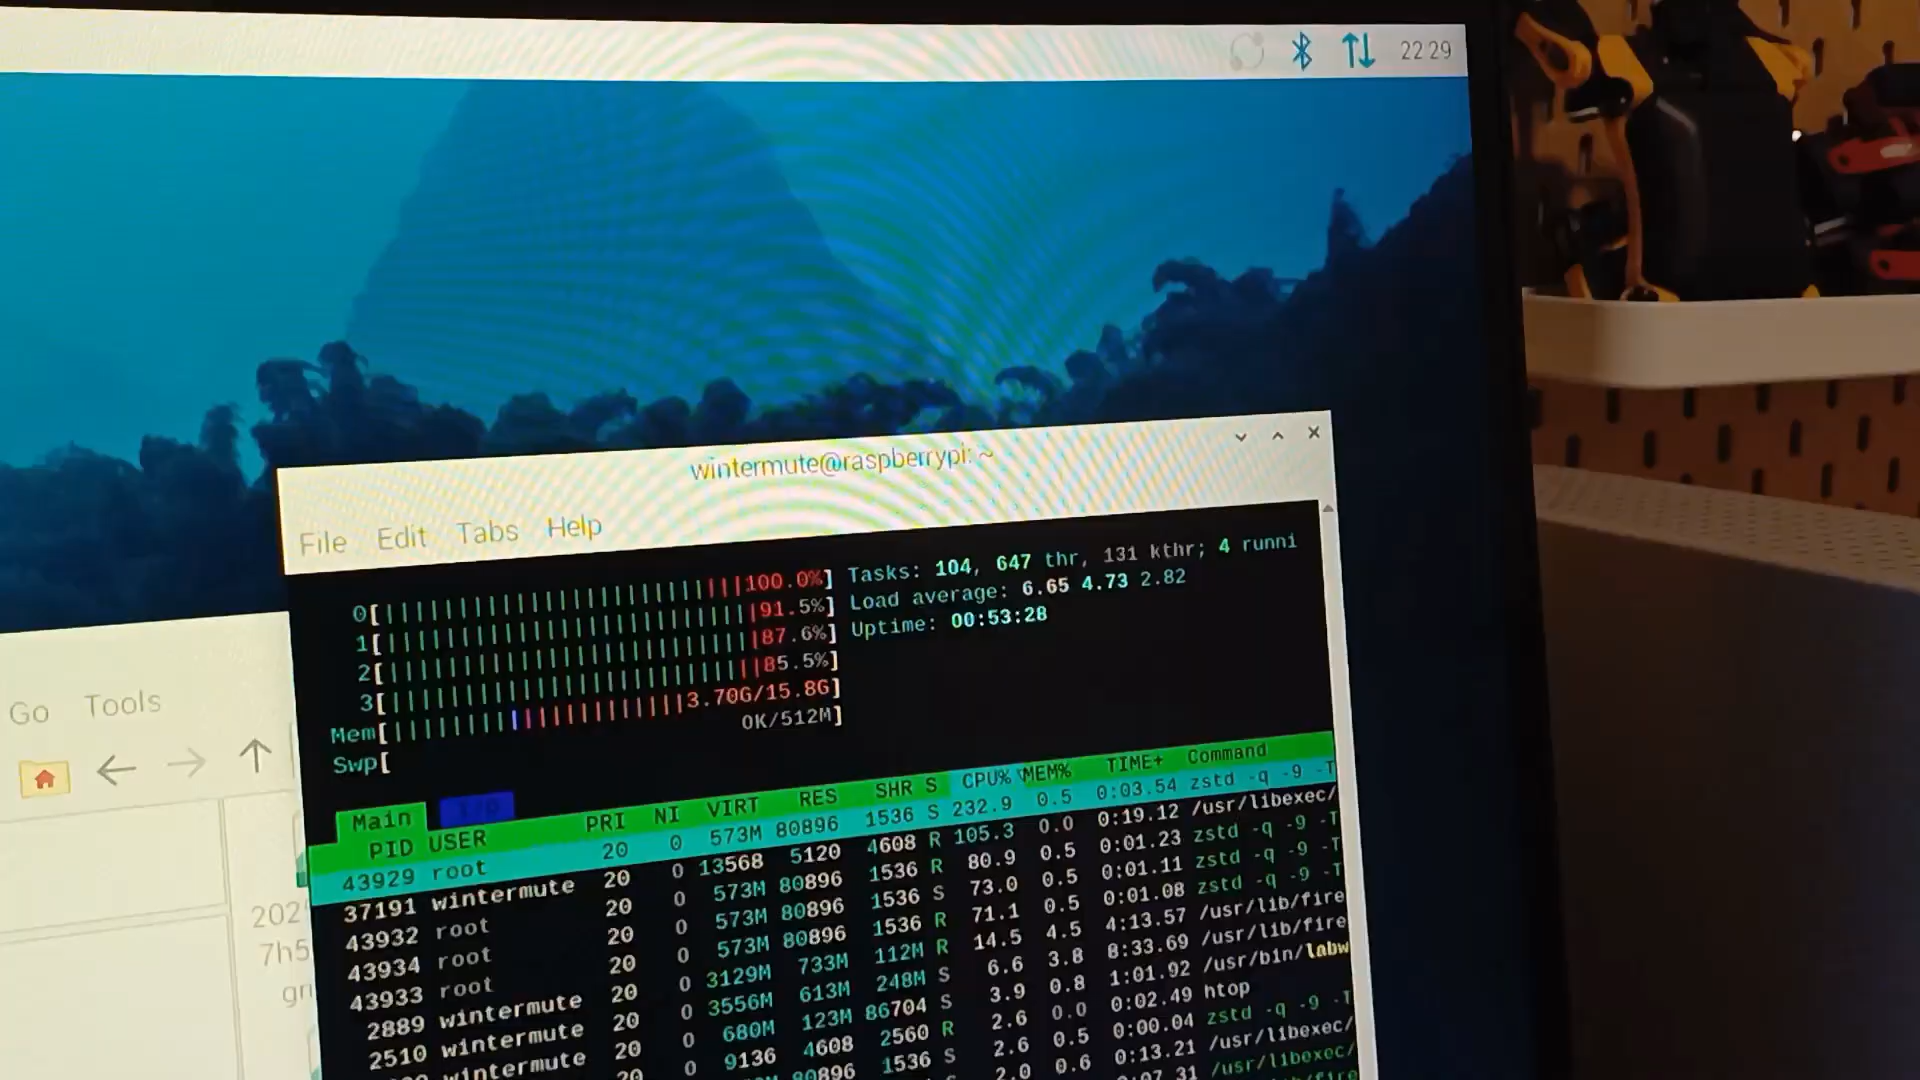 22 29
wintermute@raspberrypi: ~
File Edit Tabs Help
0[ 100.0%] Tasks: 104, 647 thr, 131 kthr; 4 runni
1[ 91.5%] Load average: 6.65 4.73 2.82
2[ 87.6%] Uptime: 00:53:28
3[ 85.5%]
Mem[ 3.70G/15.8G]
Swp[ 0K/512M]
Go Tools
Main I/O
PID USER PRI NI VIRT RES SHR S CPU% MEM% TIME+ Command
43929 root 20 0 573M 80896 1536 S 232.9 0.5 0:03.54 zstd -q -9 -T
37191 wintermute 20 0 13568 5120 4608 R 105.3 0.0 0:19.12 /usr/libexec/
43932 root 20 0 573M 80896 1536 R 80.9 0.5 0:01.23 zstd -q -9 -T
43934 root 20 0 573M 80896 1536 S 73.0 0.5 0:01.11 zstd -q -9 -T
43933 root 20 0 573M 80896 1536 R 71.1 0.5 0:01.08 zstd -q -9 -T
2889 wintermute 20 0 3129M 733M 112M R 14.5 4.5 4:13.57 /usr/lib/fire
2510 wintermute 20 0 3556M 613M 248M S 6.6 3.8 8:33.69 /usr/lib/fire
wintermute 20 0 680M 123M 86704 S 3.9 0.8 1:01.92 /usr/bin/labw
20 0 9136 4608 2560 R 2.6 0.0 0:02.49 htop
80896 1536 S 2.6 0.5 0:00.04 zstd -q -9 -T
2.0 0.6 0:13.21 /usr/libexec/
/usr/libexec/
202
7h5
gn